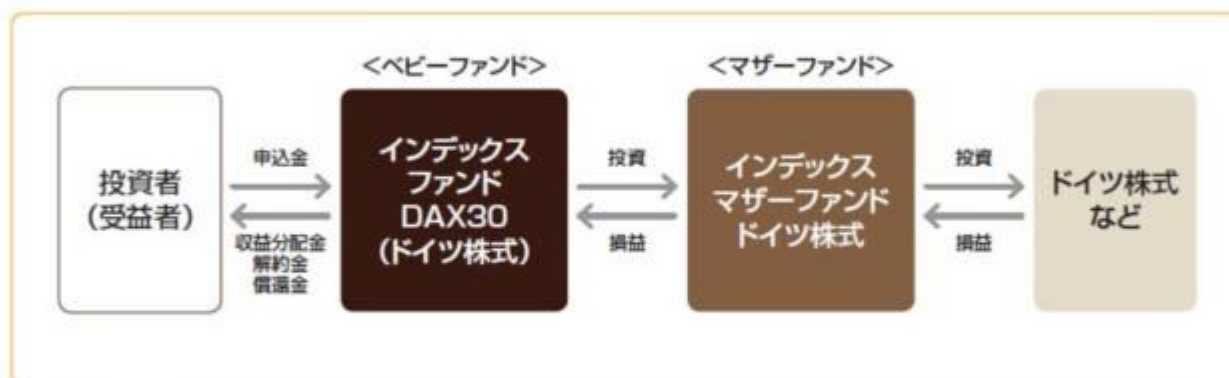 <ベビーファンド>
<マザーファンド>
投資者
(受益者)
申込金
収益分配金
解約金
償還金
インデックス
ファンド
DAX30
(ドイツ株式)
投資
損益
インデックス
マザーファンド
ドイツ株式
投資
損益
ドイツ株式
など